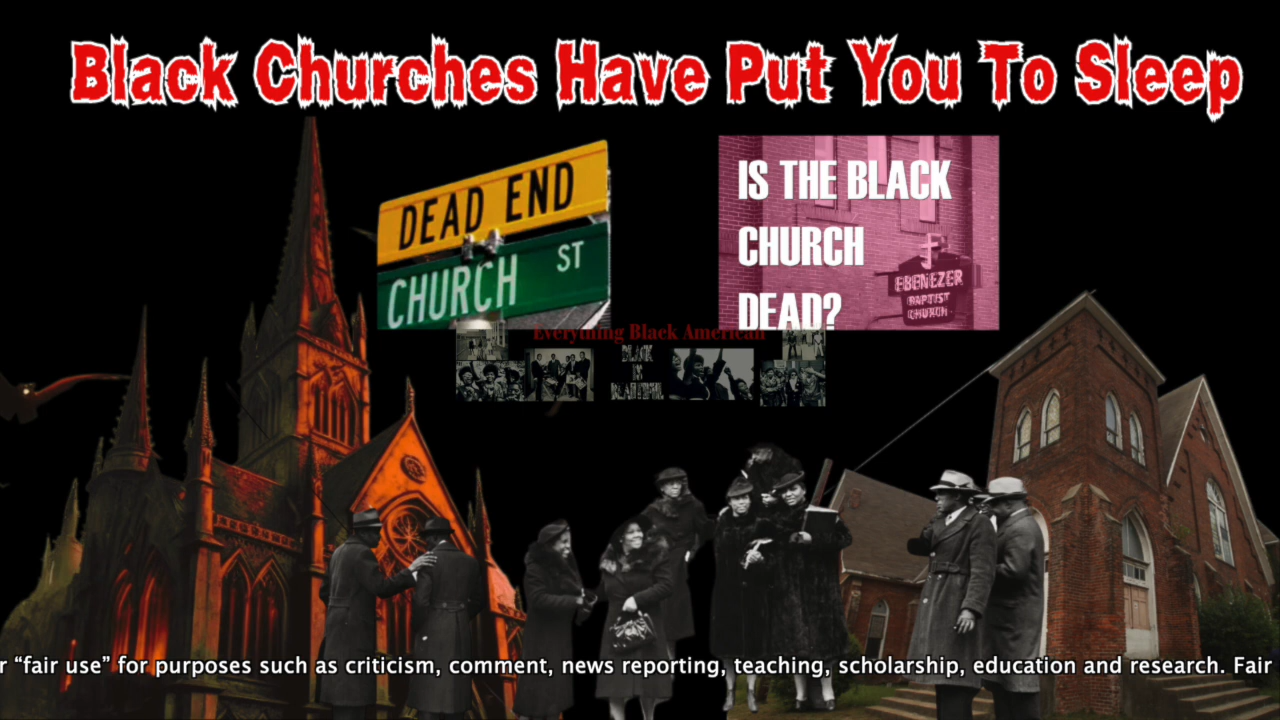 Black Churches Have Put You To Sleep
DEAD END
CHURCH ST
IS THE BLACK
CHURCH
DEAD?
EBENEZER
BAPTIST
CHURCH
Everything Black American
BLACK
IS
BEAUTIFUL
r “fair use” for purposes such as criticism, comment, news reporting, teaching, scholarship, education and research. Fair